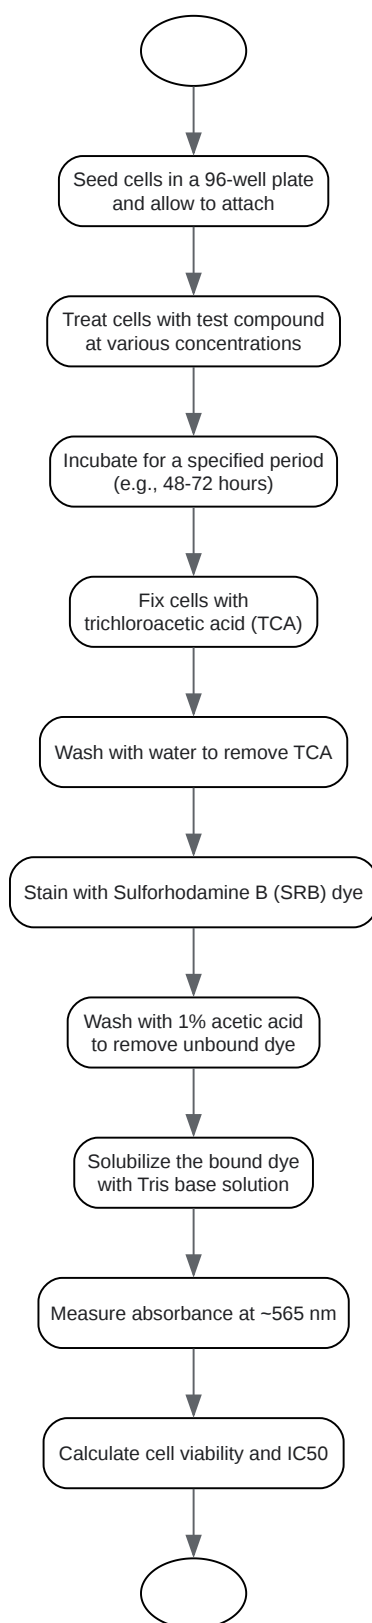 Seed cells in a 96-well plate
and allow to attach
Treat cells with test compound
at various concentrations
Incubate for a specified period
(e.g., 48-72 hours)
Fix cells with
trichloroacetic acid (TCA)
Wash with water to remove TCA
Stain with Sulforhodamine B (SRB) dye
Wash with 1% acetic acid
to remove unbound dye
Solubilize the bound dye
with Tris base solution
Measure absorbance at ~565 nm
Calculate cell viability and IC50